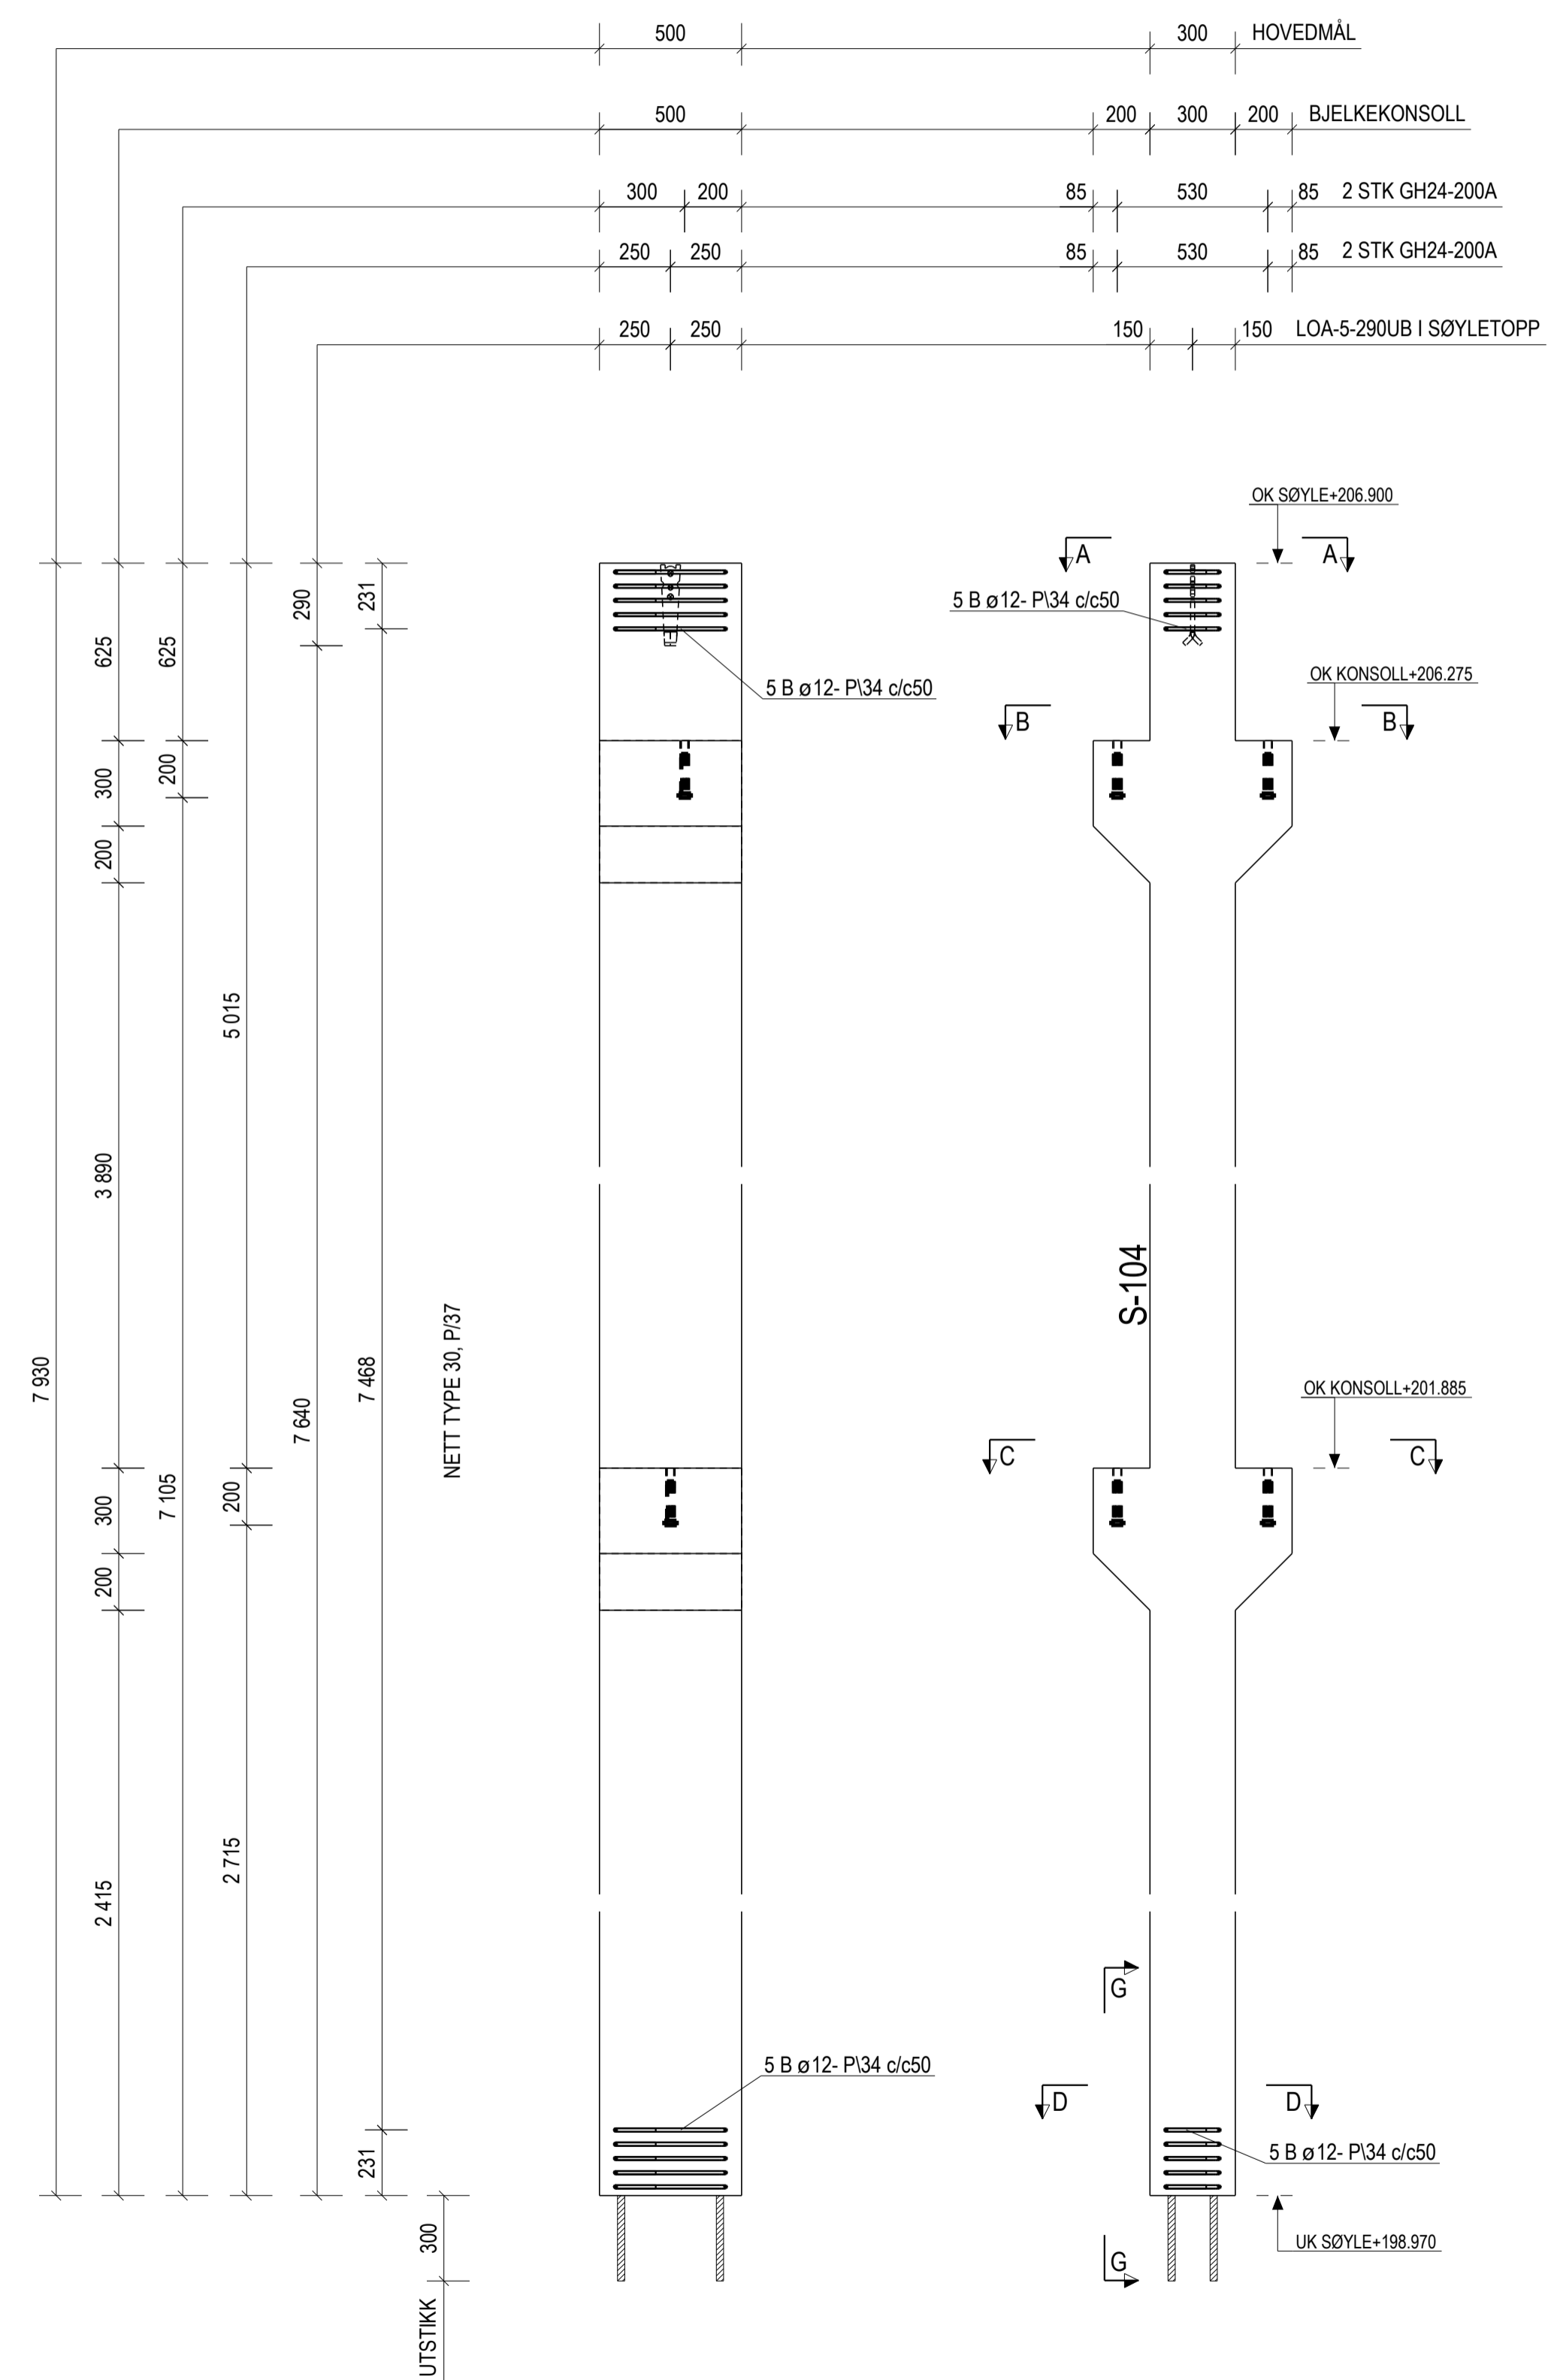 500 300 HOVEDMÅL
500 200 300 200 BJELKEKONSOLL
300 200 85 530 85 2 STK GH24-200A
250 250 85 530 85 2 STK GH24-200A
250 250 150 150 LOA-5-290UB I SØYLETOPP
OK SØYLE+206.900
A A
290 231
5 B ø12- P\34 c/c50
625 625
OK KONSOLL+206.275
5 B ø12- P\34 c/c50
B B
300 200
200
5 015
3 890
S-104
7 930
7 640
7 468
NETT TYPE 30, P/37
OK KONSOLL+201.885
C C
300 7 105 200
200
2 415
2 715
G
5 B ø12- P\34 c/c50
D D
231
5 B ø12- P\34 c/c50
300
UK SØYLE+198.970
G
UTSTIKK